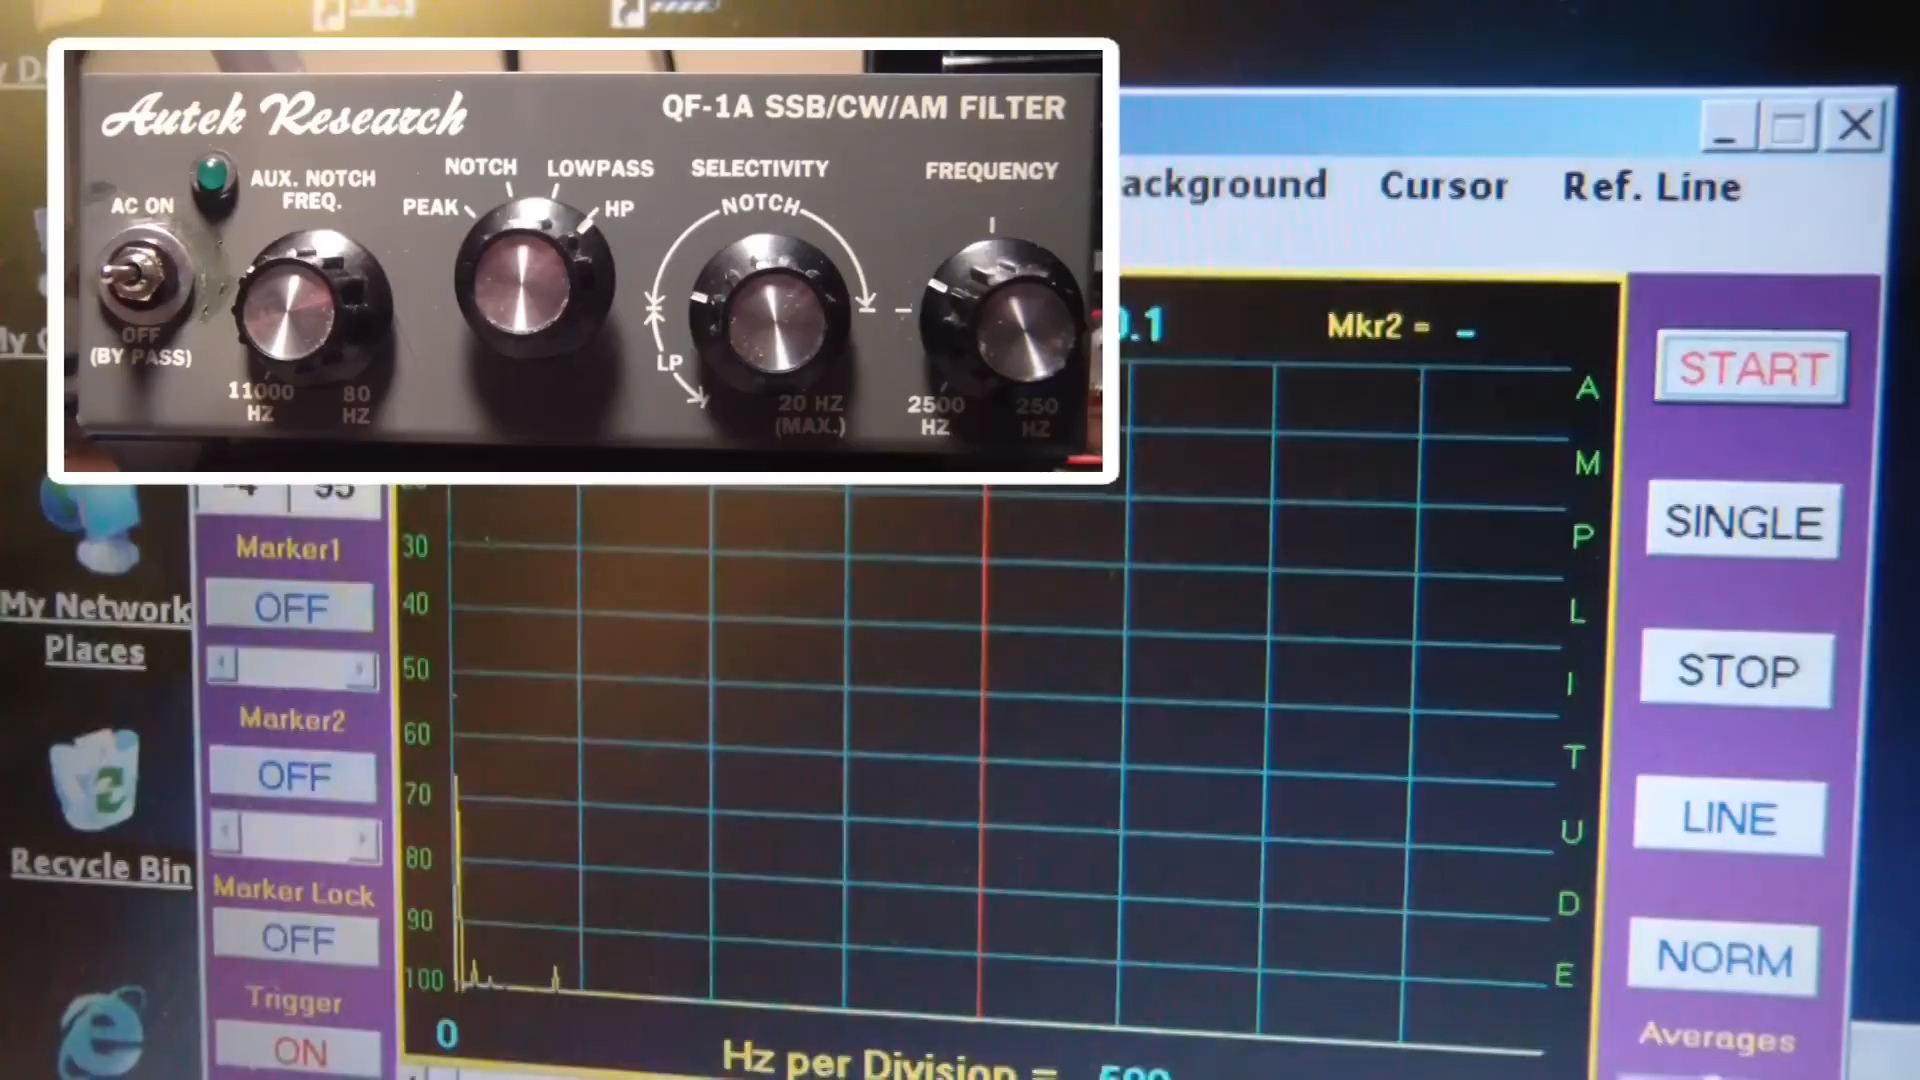 Autek Research
QF-1A SSB/CW/AM FILTER
AC ON
OFF
(BY PASS)
AUX. NOTCH
FREQ.
11000
HZ
80
HZ
PEAK
NOTCH
LOWPASS
HP
SELECTIVITY
NOTCH
LP
20 HZ
(MAX.)
FREQUENCY
2500
HZ
250
HZ
ackground Cursor Ref. Line
0.1 Mkr2 = -
Marker1
OFF
Marker2
OFF
Marker Lock
OFF
Trigger
ON
30
40
50
60
70
80
90
100
0
Hz per Division = 500
A
M
P
L
I
T
U
D
E
START
SINGLE
STOP
LINE
NORM
Averages
My Network
Places
Recycle Bin